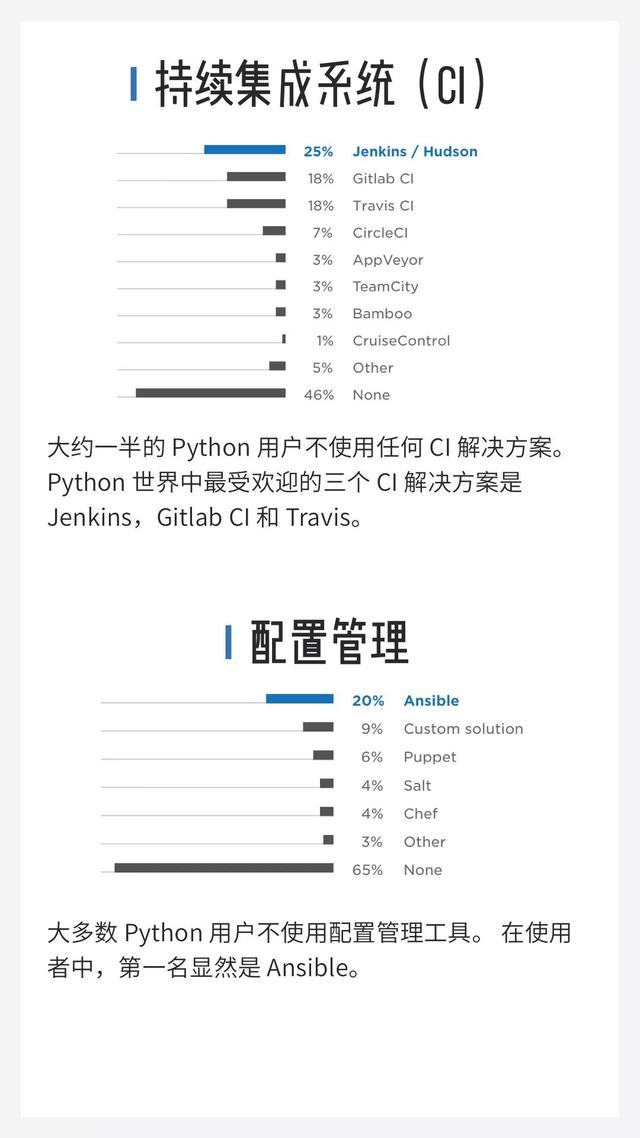 持续集成系统（CI）
25% Jenkins / Hudson
18% Gitlab CI
18% Travis CI
7% CircleCI
3% AppVeyor
3% TeamCity
3% Bamboo
1% CruiseControl
5% Other
46% None
大约一半的 Python 用户不使用任何 CI 解决方案。
Python 世界中最受欢迎的三个 CI 解决方案是
Jenkins，Gitlab CI 和 Travis。
配置管理
20% Ansible
9% Custom solution
6% Puppet
4% Salt
4% Chef
3% Other
65% None
大多数 Python 用户不使用配置管理工具。 在使用
者中，第一名显然是 Ansible。